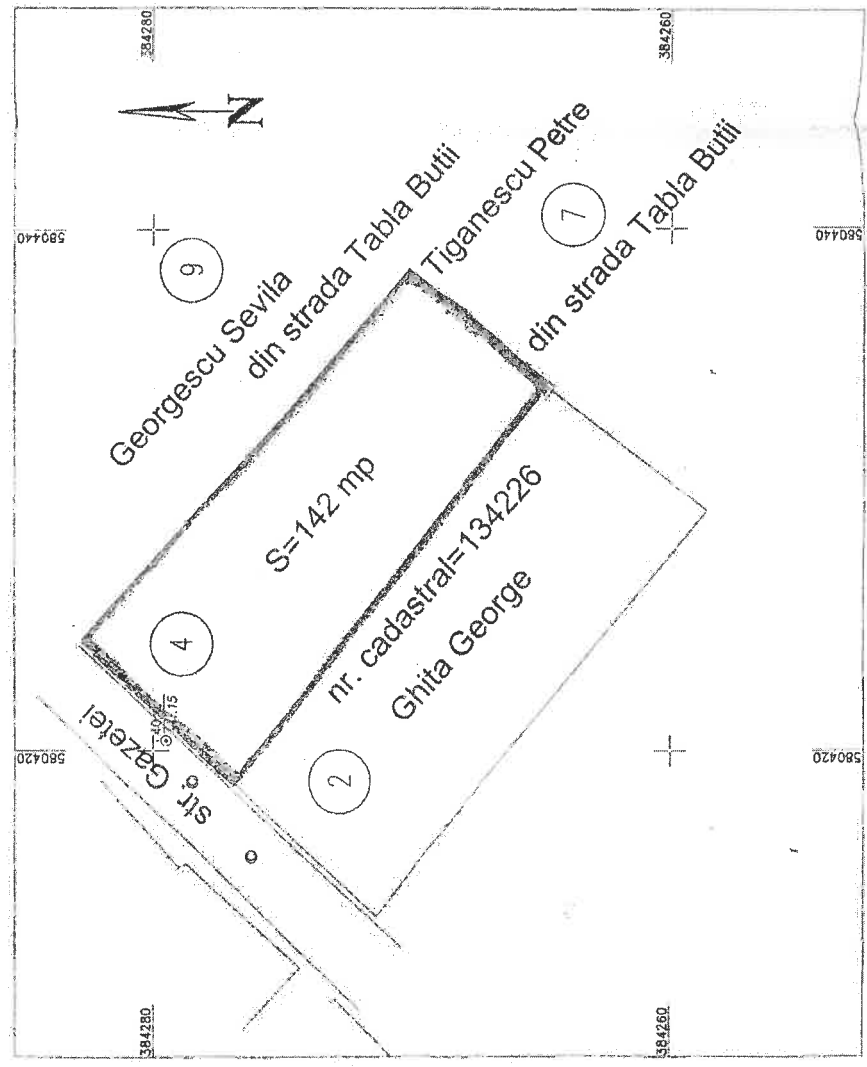 384280
384260
N
580440
580440
Georgescu Sevila
din strada Tabla Butii
9
Tiganescu Petre
7
din strada Tabla Butii
S=142 mp
4
nr. cadastral=134226
Ghita George
2
str. Gazetei
580420
580420
384280
384260